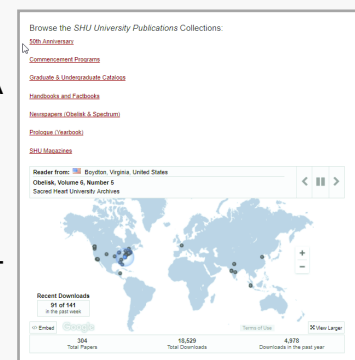 Browse the SHU University Publications Collections:
50th Anniversary
Commencement Programs
Graduate & Undergraduate Catalogs
Handbooks and Factbooks
Newspapers (Obelisk & Spectrum)
Prologue (Yearbook)
SHU Magazines
Reader from: Boydton, Virginia, United States
Obelisk, Volume 6, Number 5
Sacred Heart University Archives
+
−
Recent Downloads
91 of 141
in the past week
Embed Google Terms of Use View Larger
304 18,529 4,978
Total Papers Total Downloads Downloads in the past year